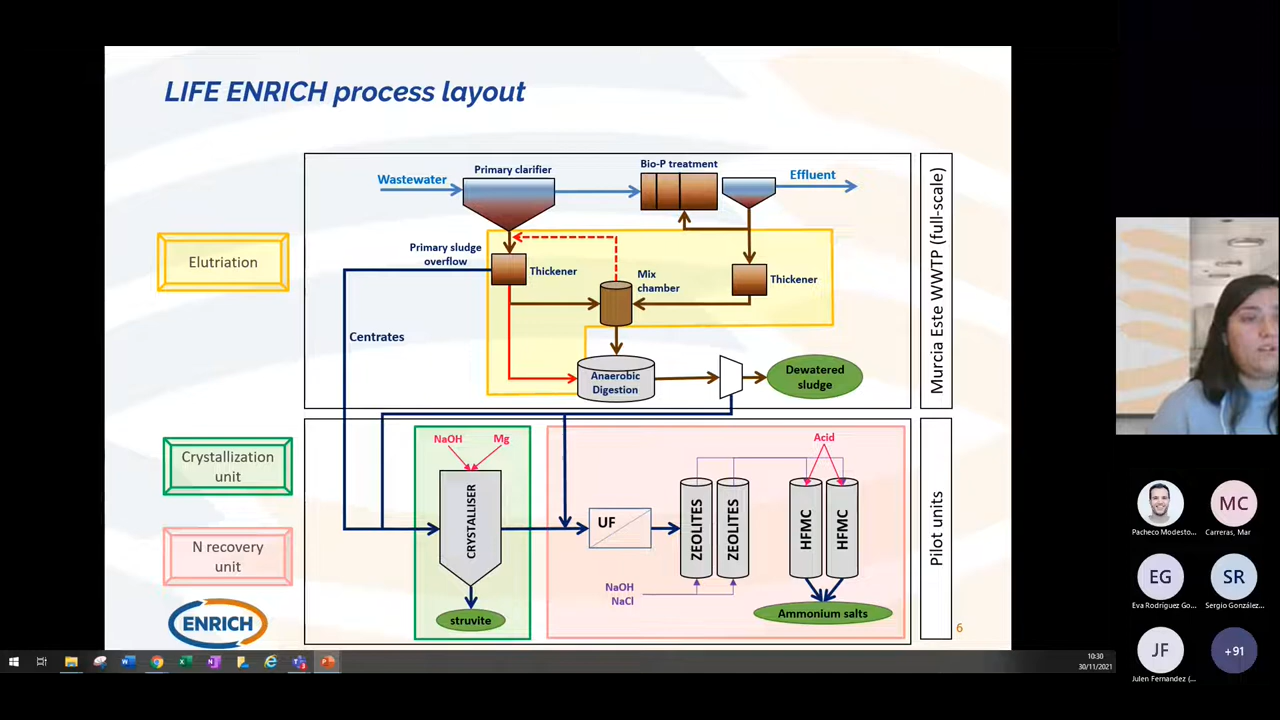 LIFE ENRICH process layout
Wastewater
Primary clarifier
Bio-P treatment
Effluent
Primary sludge
overflow
Thickener
Mix
chamber
Thickener
Centrates
Anaerobic
Digestion
Dewatered
sludge
Murcia Este WWTP (full-scale)
Elutriation
Crystallization
unit
N recovery
unit
ENRICH
NaOH
Mg
CRYSTALLISER
struvite
UF
NaOH
NaCl
ZEOLITES
ZEOLITES
Acid
HFMC
HFMC
Ammonium salts
Pilot units
6
10:30
30/11/2021
Pacheco Modesto...
MC
Carreras, Mar
EG
Eva Rodríguez Go...
SR
Sergio González...
JF
Julen Fernandez (...
+91